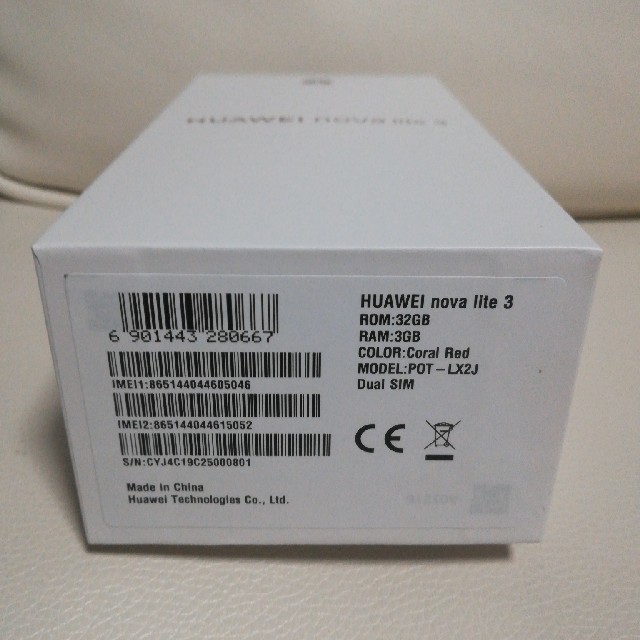 HUAWEI nova lite 3
6 901443 280667
IMEI1:865144044605046
IMEI2:865144044615052
S/N:CYJ4C19C25000801
Made in China
Huawei Technologies Co., Ltd.
HUAWEI nova lite 3
ROM:32GB
RAM:3GB
COLOR:Coral Red
MODEL:POT-LX2J
Dual SIM
CE